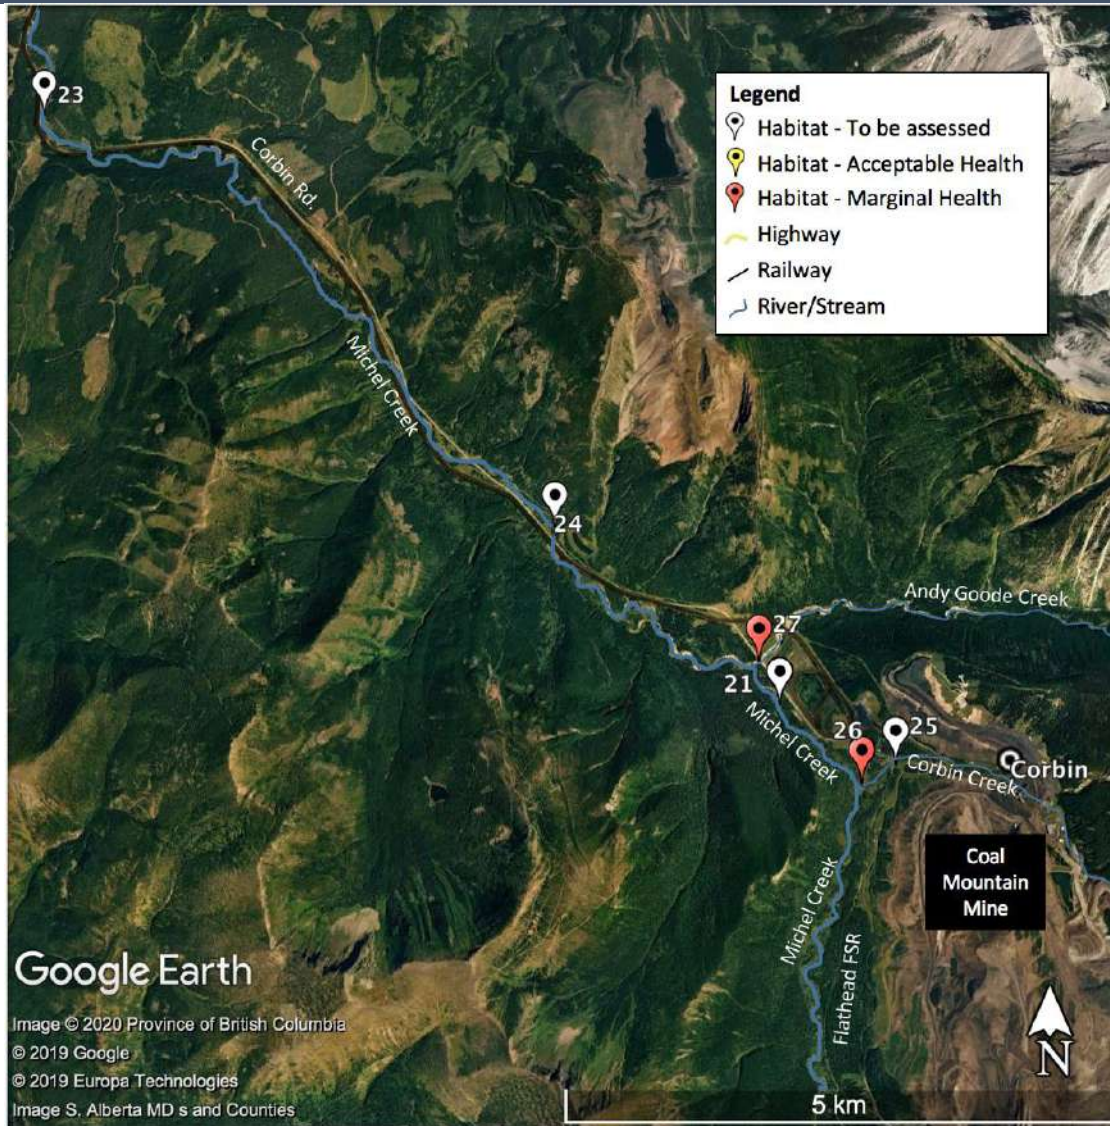 23
Corbin Rd.
Legend
Habitat - To be assessed
Habitat - Acceptable Health
Habitat - Marginal Health
Highway
Railway
River/Stream
Michel Creek
24
Andy Goode Creek
27
21
Michel Creek
26
25
Corbin
Corbin Creek
Coal
Mountain
Mine
Michel Creek
Flathead FSR
Google Earth
Image © 2020 Province of British Columbia
© 2019 Google
© 2019 Europa Technologies
Image S. Alberta MD s and Counties
N
5 km